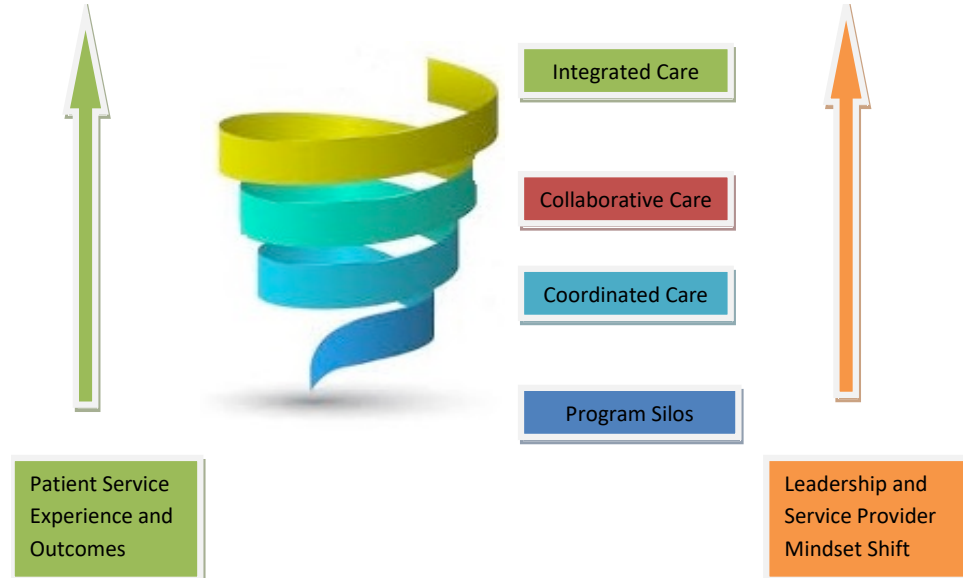 Integrated Care
Collaborative Care
Coordinated Care
Program Silos
Patient Service
Experience and
Outcomes
Leadership and
Service Provider
Mindset Shift